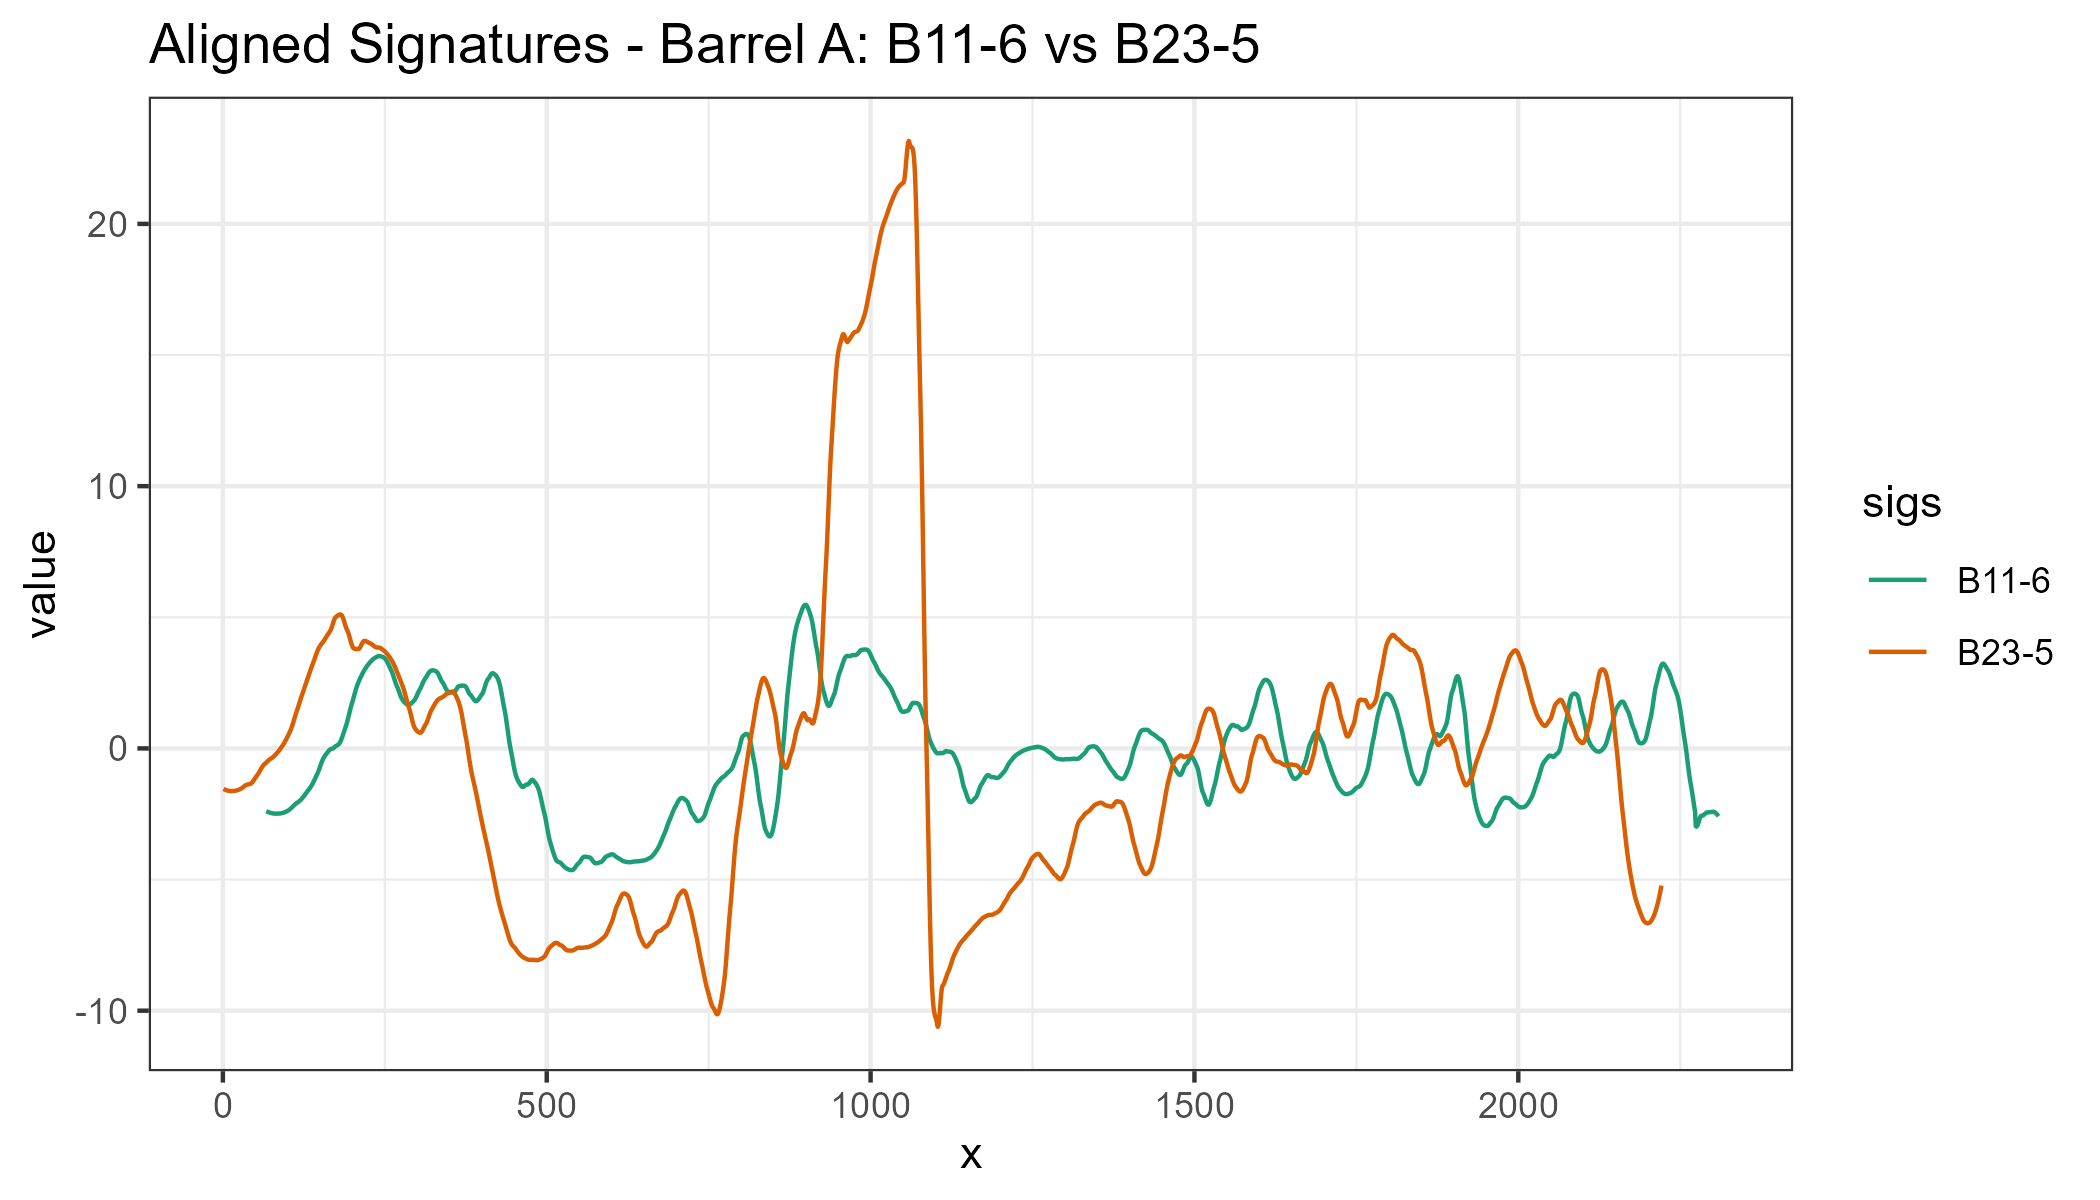 Aligned Signatures - Barrel A: B11-6 vs B23-5
value
20
10
0
-10
0 500 1000 1500 2000
x
sigs
B11-6
B23-5